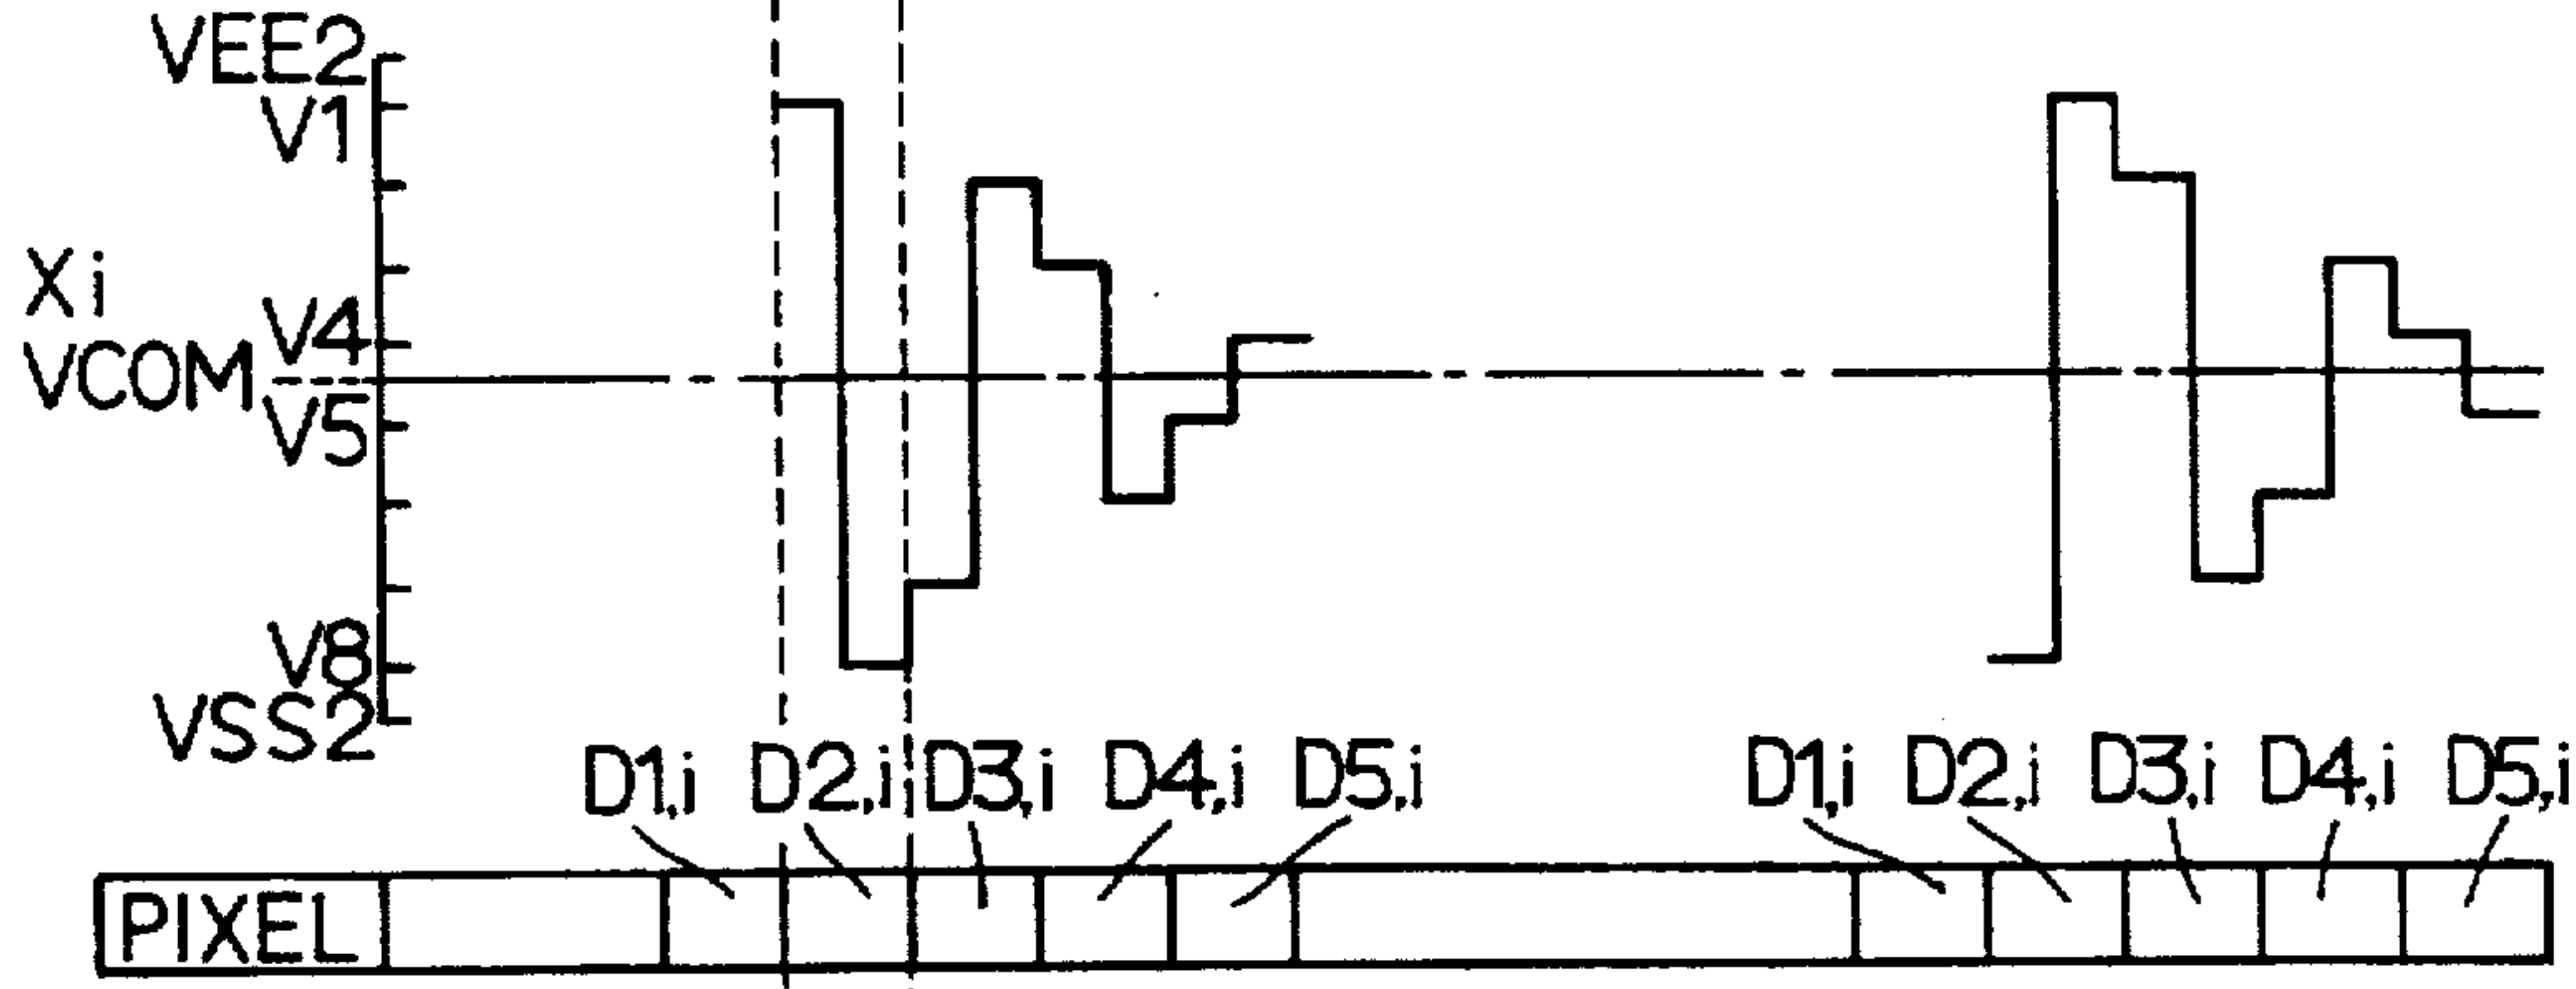 VEE2
V1
Xi
V4
VCOM
V5
V8
VSS2
D1,i D2,i D3,i D4,i D5,i D1,i D2,i D3,i D4,i D5,i
PIXEL